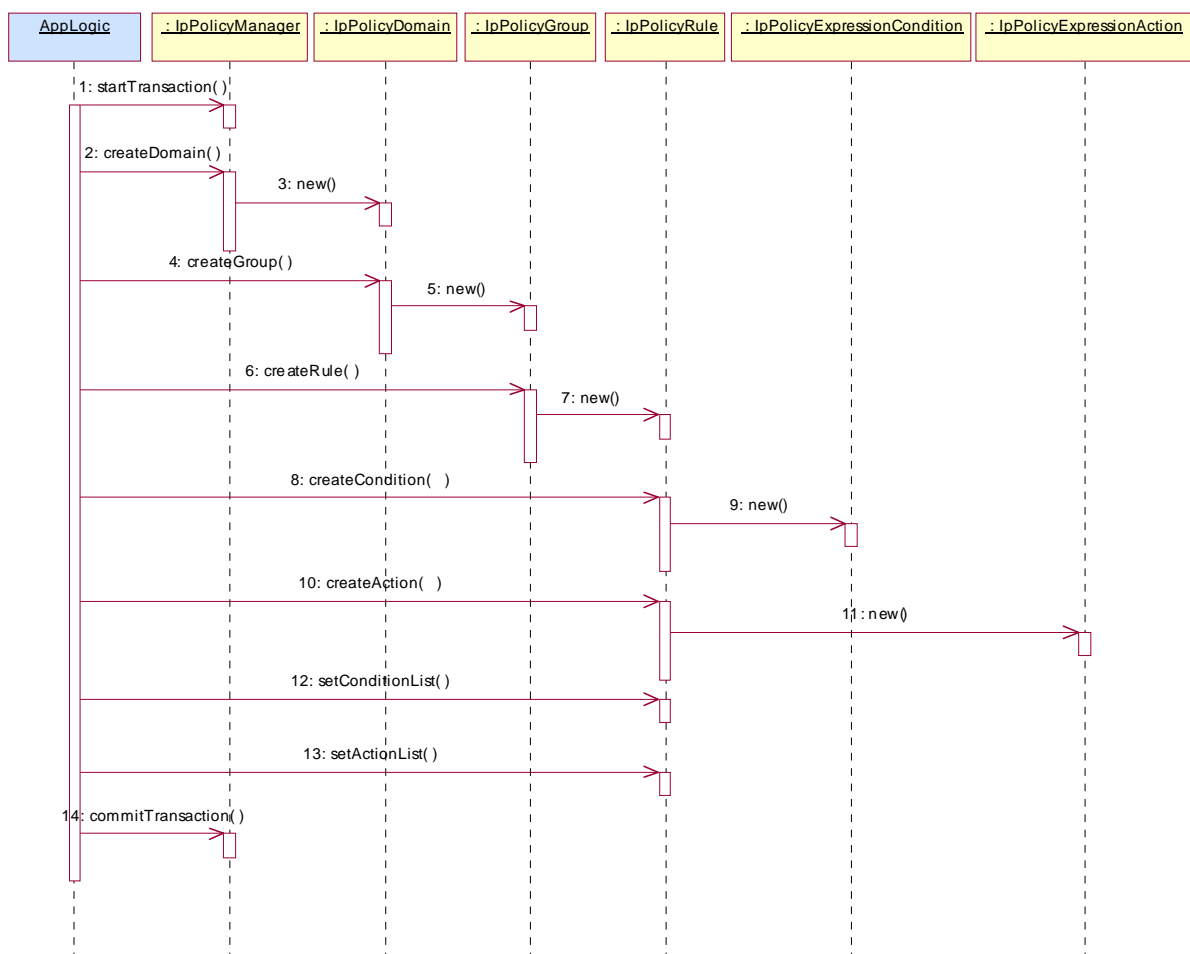 AppLogic
: IpPolicyManager
: IpPolicyDomain
: IpPolicyGroup
: IpPolicyRule
: IpPolicyExpressionCondition
: IpPolicyExpressionAction
1: startTransaction( )
2: createDomain( )
3: new()
4: createGroup( )
5: new()
6: createRule( )
7: new()
8: createCondition(   )
9: new()
10: createAction(   )
11: new()
12: setConditionList( )
13: setActionList( )
14: commitTransaction( )